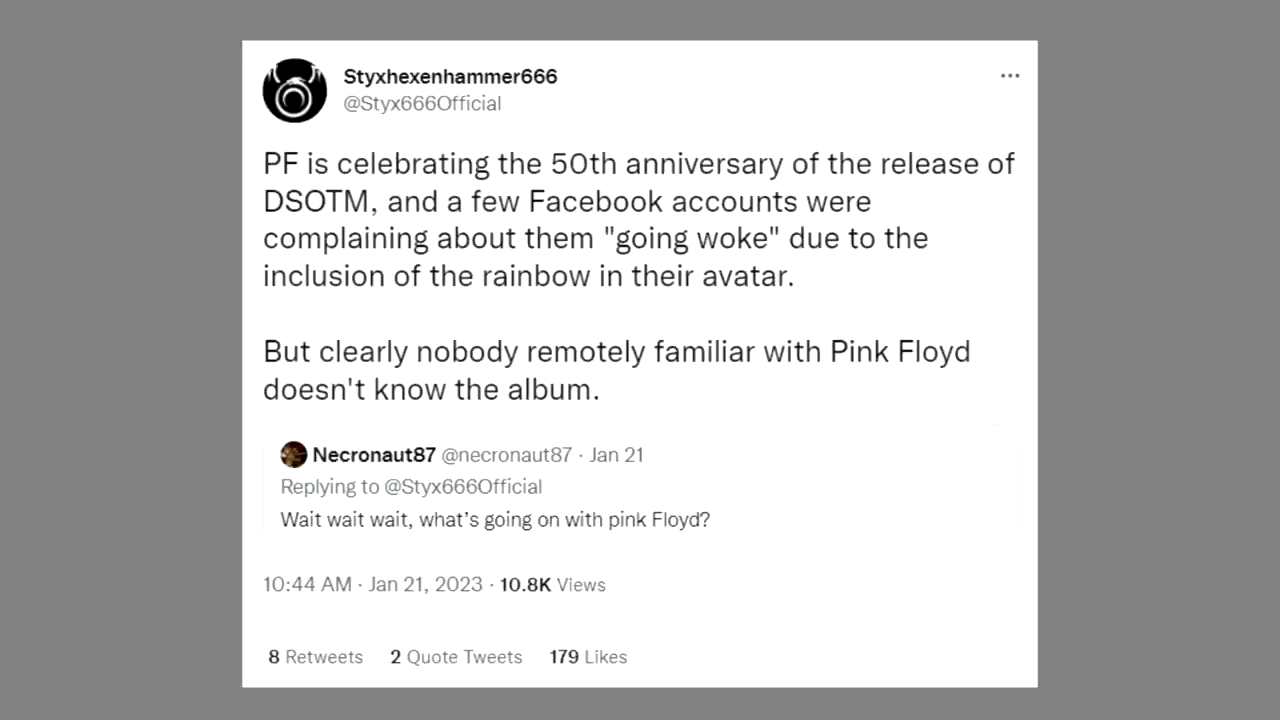 Styxhexenhammer666
@Styx666Official
PF is celebrating the 50th anniversary of the release of
DSOTM, and a few Facebook accounts were
complaining about them "going woke" due to the
inclusion of the rainbow in their avatar.
But clearly nobody remotely familiar with Pink Floyd
doesn't know the album.
Necronaut87 @necronaut87 · Jan 21
Replying to @Styx666Official
Wait wait wait, what’s going on with pink Floyd?
10:44 AM · Jan 21, 2023 · 10.8K Views
8 Retweets 2 Quote Tweets 179 Likes